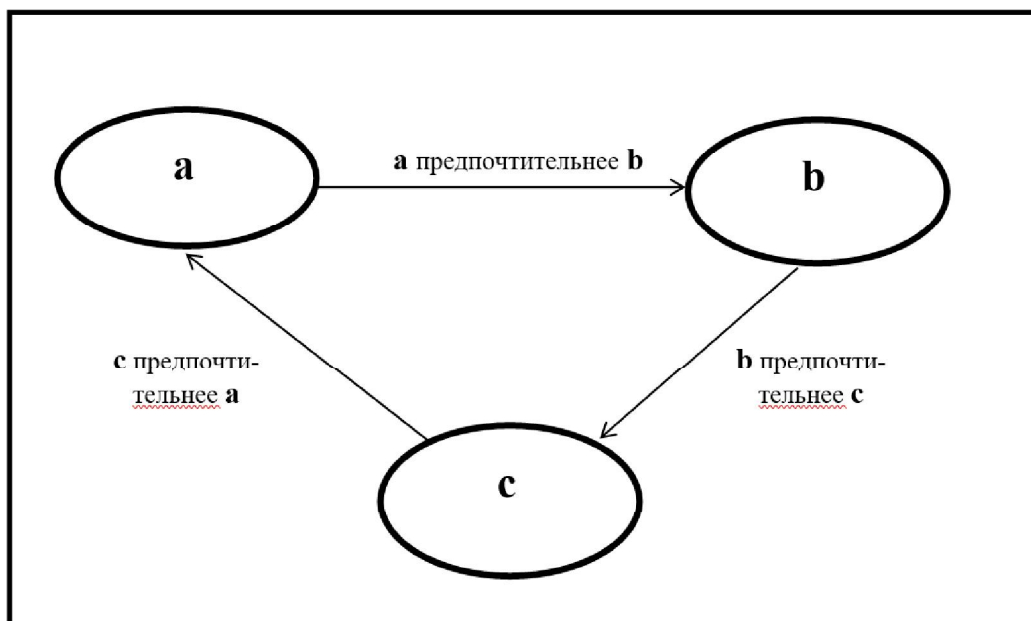 a
b
a предпочтительнее b
c предпочти-
тельнее a
b предпочти-
тельнее c
c